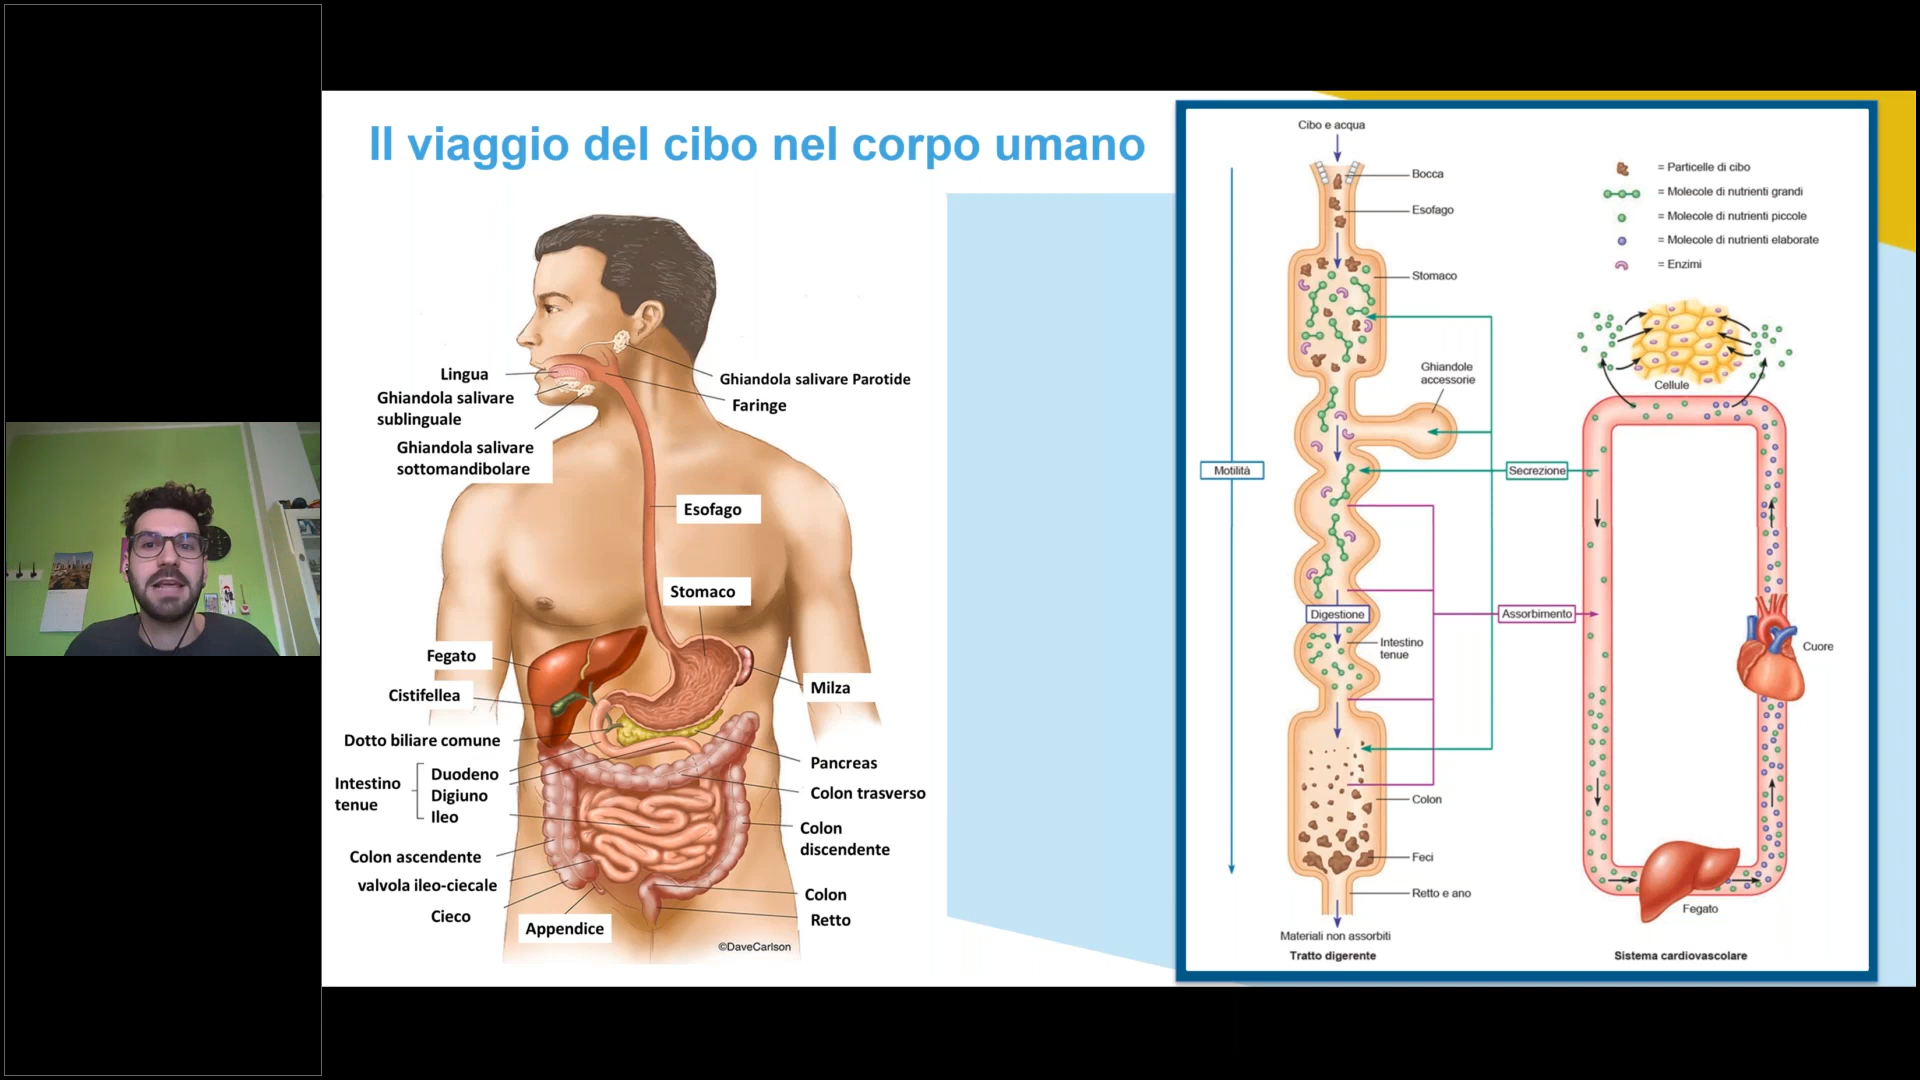 Il viaggio del cibo nel corpo umano
Lingua
Ghiandola salivare
sublinguale
Ghiandola salivare
sottomandibolare
Ghiandola salivare Parotide
Faringe
Esofago
Stomaco
Fegato
Cistifellea
Milza
Dotto biliare comune
Intestino
tenue
Duodeno
Digiuno
Ileo
Pancreas
Colon trasverso
Colon
discendente
Colon ascendente
valvola ileo-ciecale
Cieco
Appendice
Colon
Retto
©DaveCarlson
Cibo e acqua
Bocca
Esofago
Stomaco
Ghiandole
accessorie
Motilità
Secrezione
Digestione
Assorbimento
Intestino
tenue
Colon
Feci
Retto e ano
Materiali non assorbiti
Tratto digerente
= Particelle di cibo
= Molecole di nutrienti grandi
= Molecole di nutrienti piccole
= Molecole di nutrienti elaborate
= Enzimi
Cellule
Cuore
Fegato
Sistema cardiovascolare